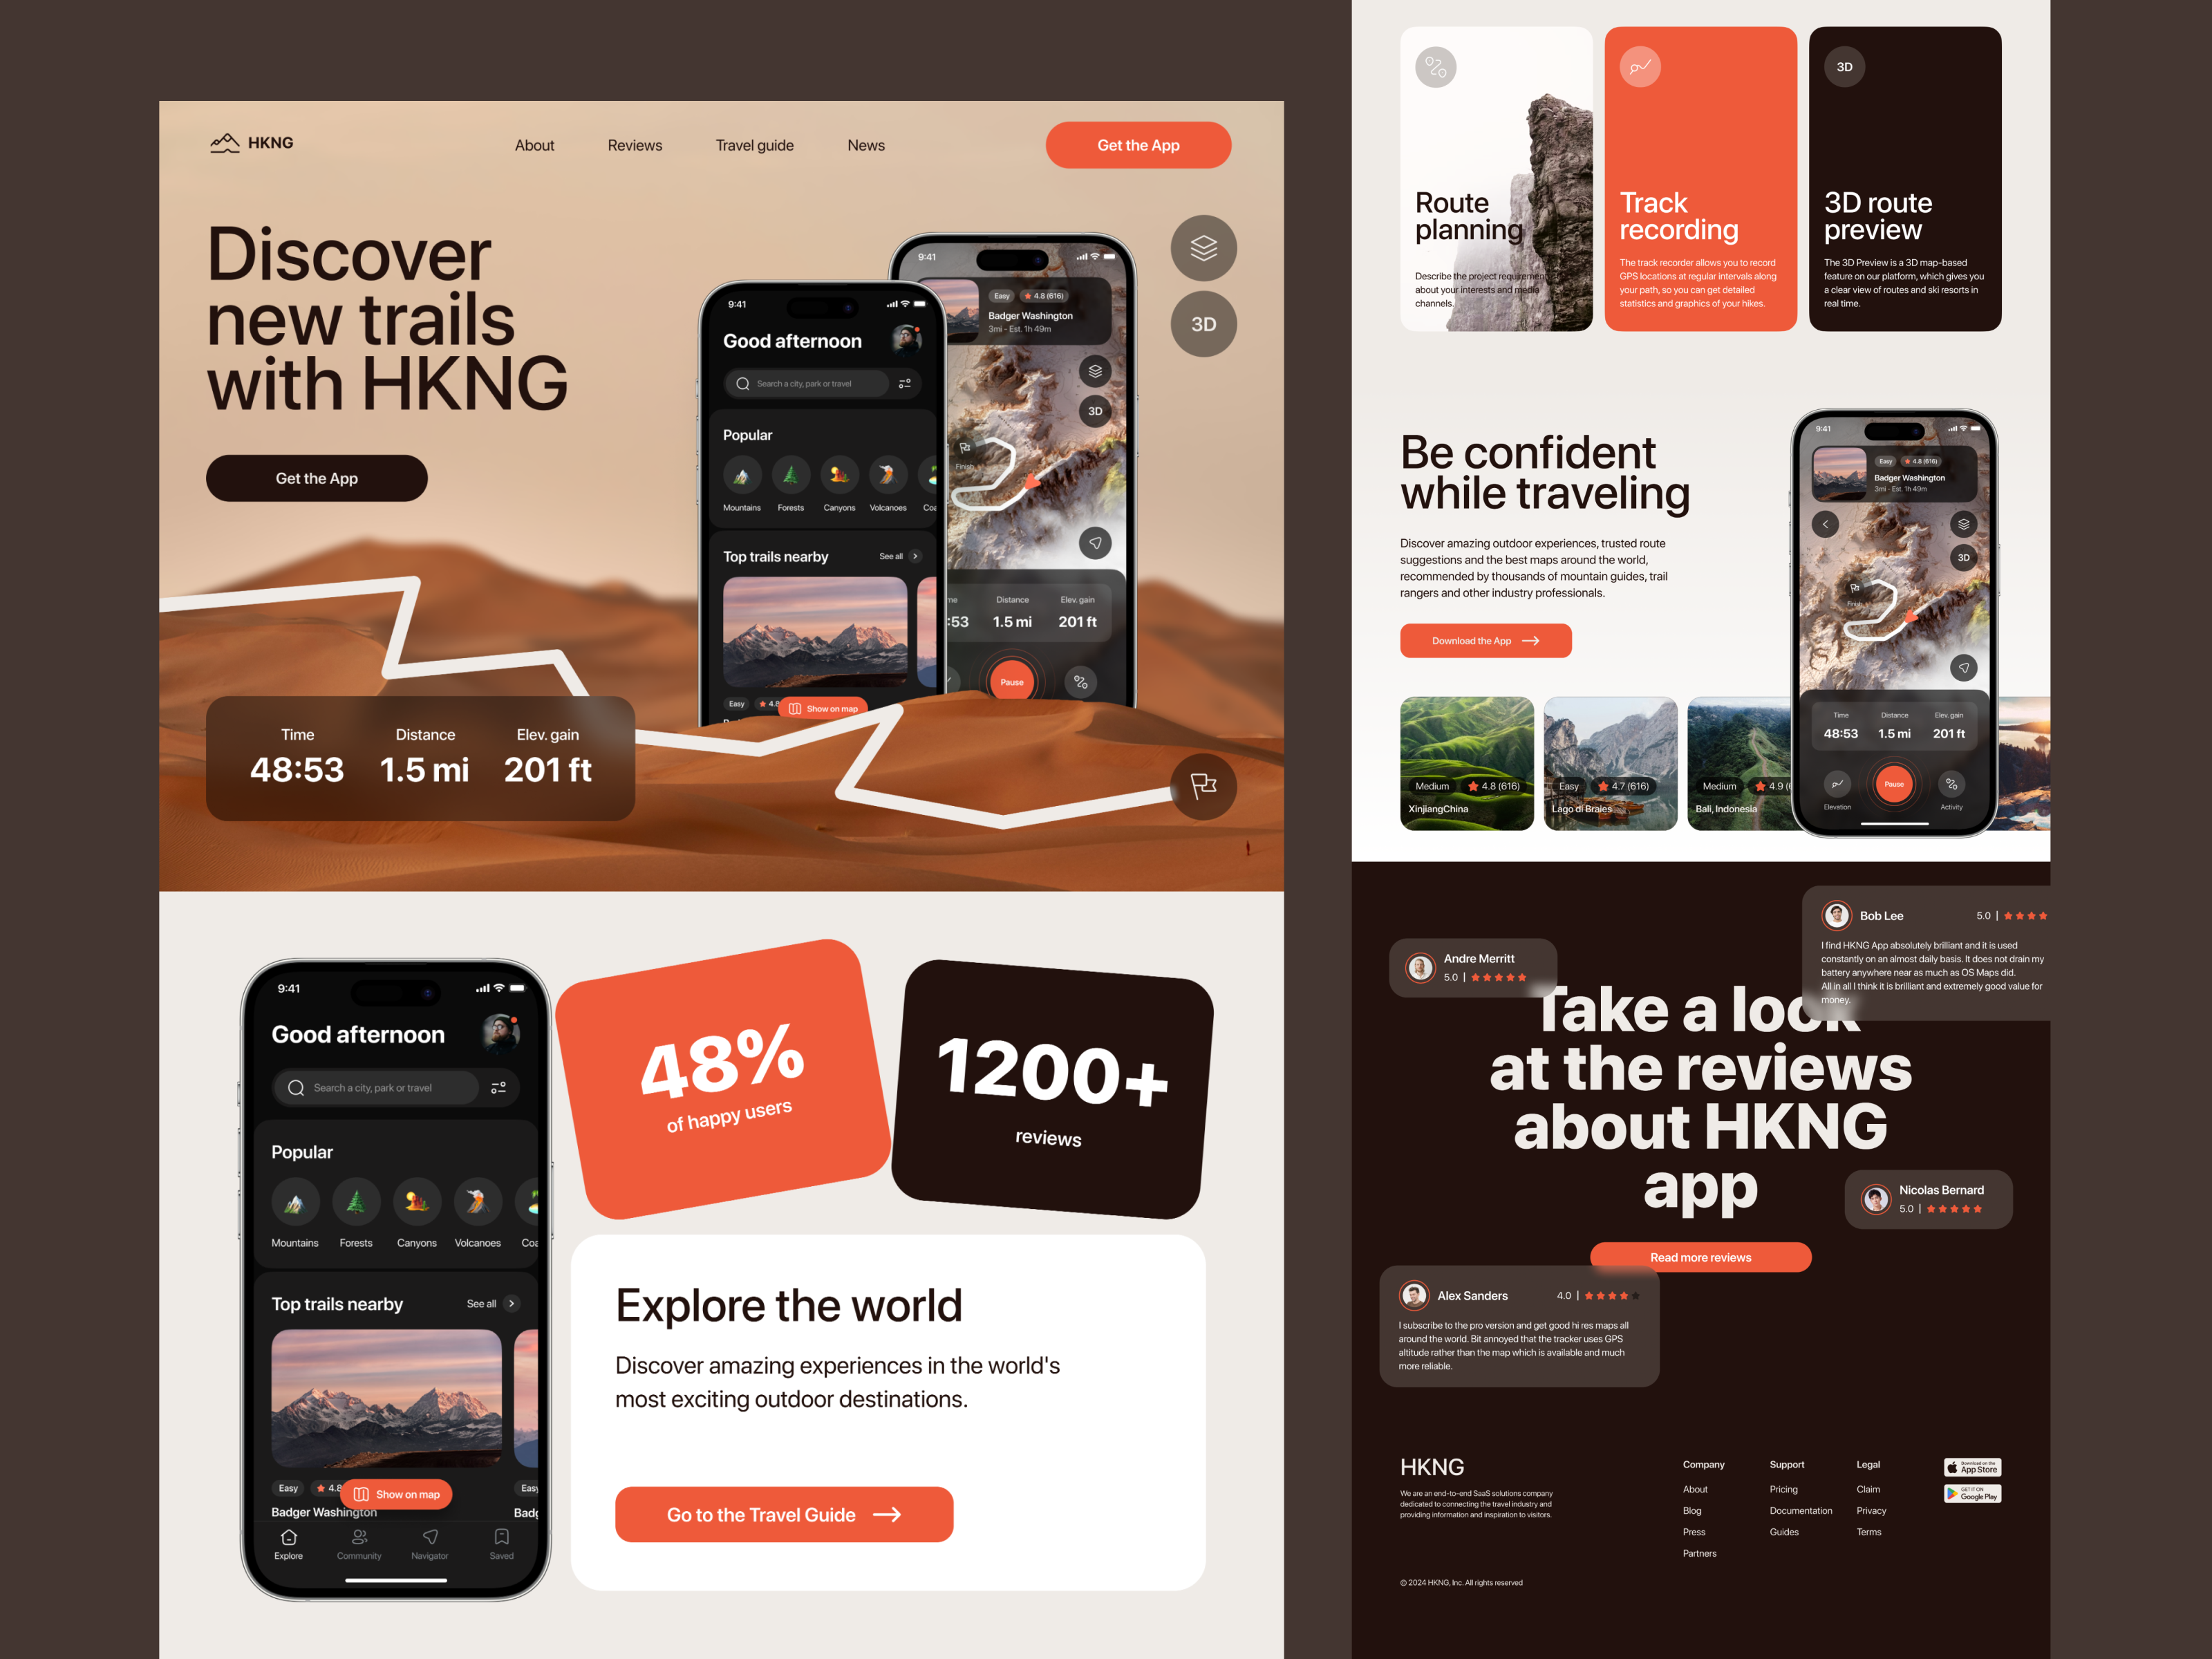 HKNG
About
Reviews
Travel guide
News
Get the App
Discover
new trails
with HKNG
Get the App
3D
9:41
Good afternoon
Search a city, park or travel
Popular
Mountains
Forests
Canyons
Volcanoes
Coa
Top trails nearby
See all
Easy
4.8
Show on map
9:41
Easy
4.8 (616)
Badger Washington
3mi - Est. 1h 49m
3D
Finish
Distance
Elev. gain
:53
1.5 mi
201 ft
Pause
Time
Distance
Elev. gain
48:53
1.5 mi
201 ft
9:41
Good afternoon
Search a city, park or travel
Popular
Mountains
Forests
Canyons
Volcanoes
Coa
Top trails nearby
See all
Easy
4.8
Show on map
Easy
Badger Washington
Badg
Explore
Community
Navigator
Saved
48%
of happy users
1200+
reviews
Explore the world
Discover amazing experiences in the world's
most exciting outdoor destinations.
Go to the Travel Guide
Route
planning
Describe the project requirements
about your interests and media
channels.
Track
recording
The track recorder allows you to record
GPS locations at regular intervals along
your path, so you can get detailed
statistics and graphics of your hikes.
3D
3D route
preview
The 3D Preview is a 3D map-based
feature on our platform, which gives you
a clear view of routes and ski resorts in
real time.
Be confident
while traveling
Discover amazing outdoor experiences, trusted route
suggestions and the best maps around the world,
recommended by thousands of mountain guides, trail
rangers and other industry professionals.
Download the App
Medium
4.8 (616)
XinjiangChina
Easy
4.7 (616)
Lago di Braies
Medium
4.9 (
Bali, Indonesia
9:41
Easy
4.8 (616)
Badger Washington
3mi - Est. 1h 49m
3D
Finish
Time
Distance
Elev. gain
48:53
1.5 mi
201 ft
Pause
Elevation
Activity
Andre Merritt
5.0 |
Bob Lee
5.0 |
I find HKNG App absolutely brilliant and it is used
constantly on an almost daily basis. It does not drain my
battery anywhere near as much as OS Maps did.
All in all I think it is brilliant and extremely good value for
money.
Take a look
at the reviews
about HKNG
app
Nicolas Bernard
5.0 |
Read more reviews
Alex Sanders
4.0 |
I subscribe to the pro version and get good hi res maps all
around the world. Bit annoyed that the tracker uses GPS
altitude rather than the map which is available and much
more reliable.
HKNG
We are an end-to-end SaaS solutions company
dedicated to connecting the travel industry and
providing information and inspiration to visitors.
Company
About
Blog
Press
Partners
Support
Pricing
Documentation
Guides
Legal
Claim
Privacy
Terms
Download on the
App Store
GET IT ON
Google Play
© 2024 HKNG, Inc. All rights reserved